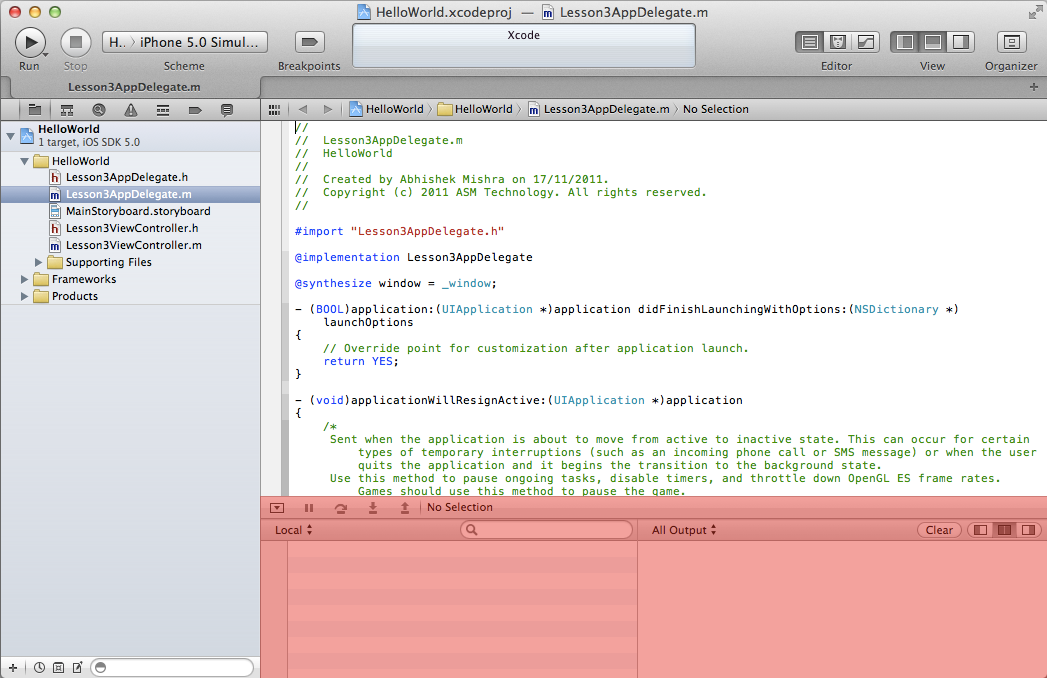 HelloWorld.xcodeproj — Lesson3AppDelegate.m
H.. 〉 iPhone 5.0 Simul...
Xcode
Run Stop Scheme Breakpoints Editor View Organizer
Lesson3AppDelegate.m
HelloWorld 〉 HelloWorld 〉 Lesson3AppDelegate.m 〉 No Selection
HelloWorld
1 target, iOS SDK 5.0
HelloWorld
Lesson3AppDelegate.h
Lesson3AppDelegate.m
MainStoryboard.storyboard
Lesson3ViewController.h
Lesson3ViewController.m
Supporting Files
Frameworks
Products
//
//  Lesson3AppDelegate.m
//  HelloWorld
//
//  Created by Abhishek Mishra on 17/11/2011.
//  Copyright (c) 2011 ASM Technology. All rights reserved.
//
#import "Lesson3AppDelegate.h"
@implementation Lesson3AppDelegate
@synthesize window = _window;
- (BOOL)application:(UIApplication *)application didFinishLaunchingWithOptions:(NSDictionary *)
launchOptions
{
// Override point for customization after application launch.
return YES;
}
- (void)applicationWillResignActive:(UIApplication *)application
{
/*
Sent when the application is about to move from active to inactive state. This can occur for certain
types of temporary interruptions (such as an incoming phone call or SMS message) or when the user
quits the application and it begins the transition to the background state.
Use this method to pause ongoing tasks, disable timers, and throttle down OpenGL ES frame rates.
Games should use this method to pause the game.
No Selection
Local
All Output
Clear